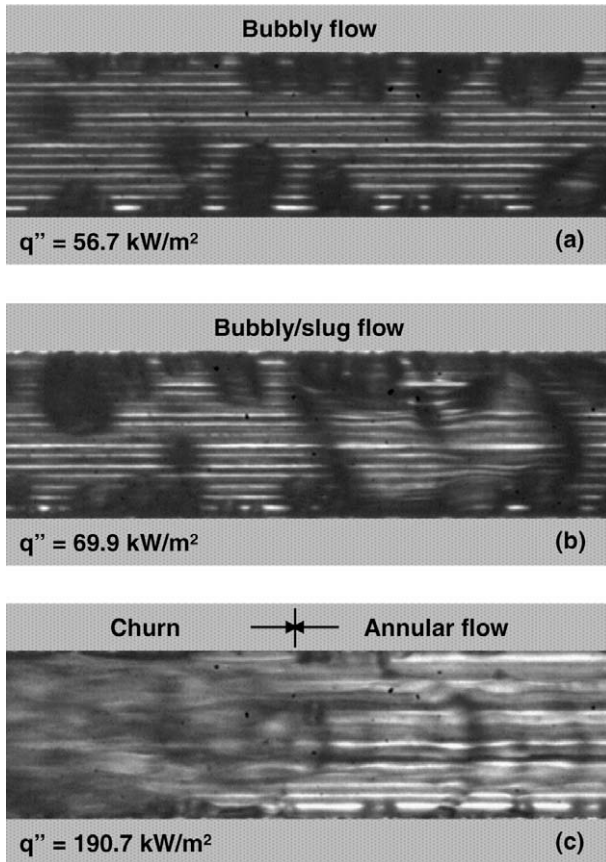 Bubbly flow
q” = 56.7 kW/m²
(a)
Bubbly/slug flow
q” = 69.9 kW/m²
(b)
Churn
Annular flow
q” = 190.7 kW/m²
(c)